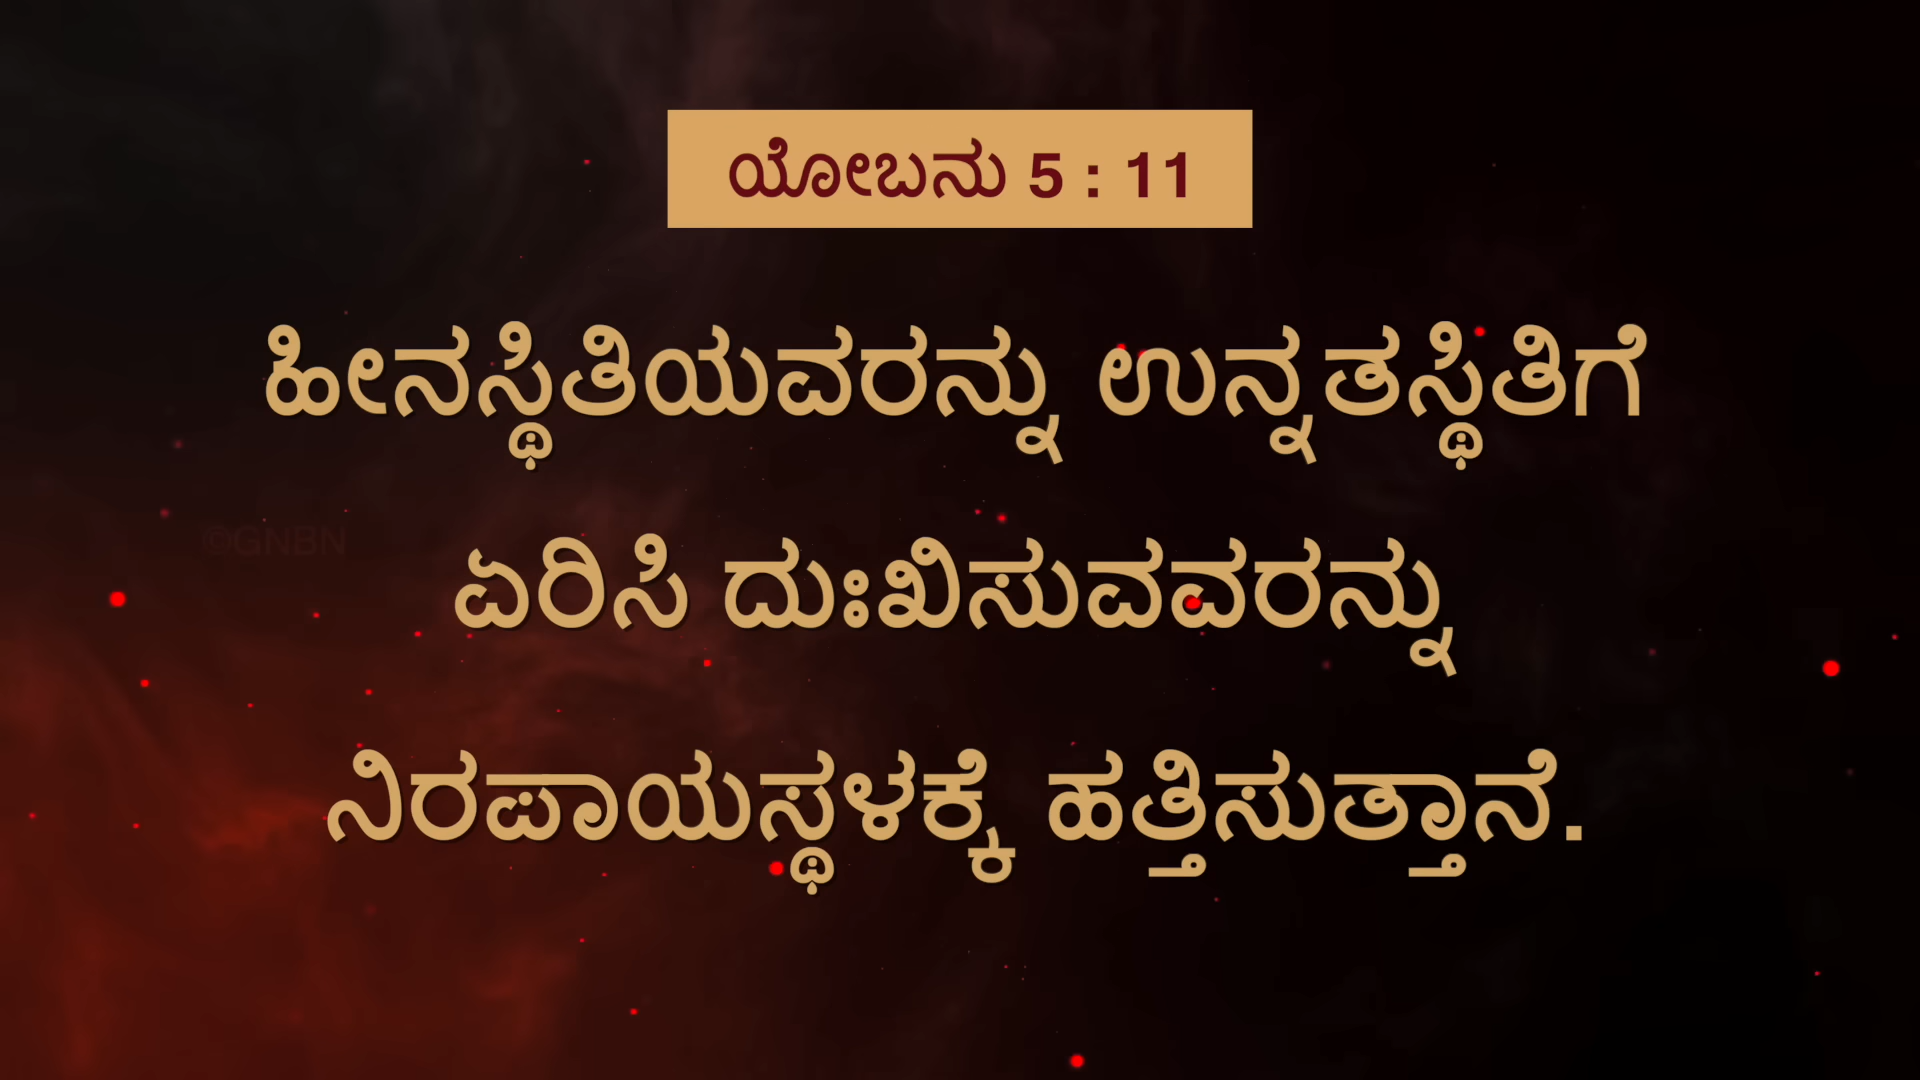 ಯೋಬನು 5 : 11
ಹೀನಸ್ಥಿತಿಯವರನ್ನು ಉನ್ನತಸ್ಥಿತಿಗೆ
ಏರಿಸಿ ದುಃಖಿಸುವವರನ್ನು
©GNBN
ನಿರಪಾಯಸ್ಥಳಕ್ಕೆ ಹತ್ತಿಸುತ್ತಾನೆ.